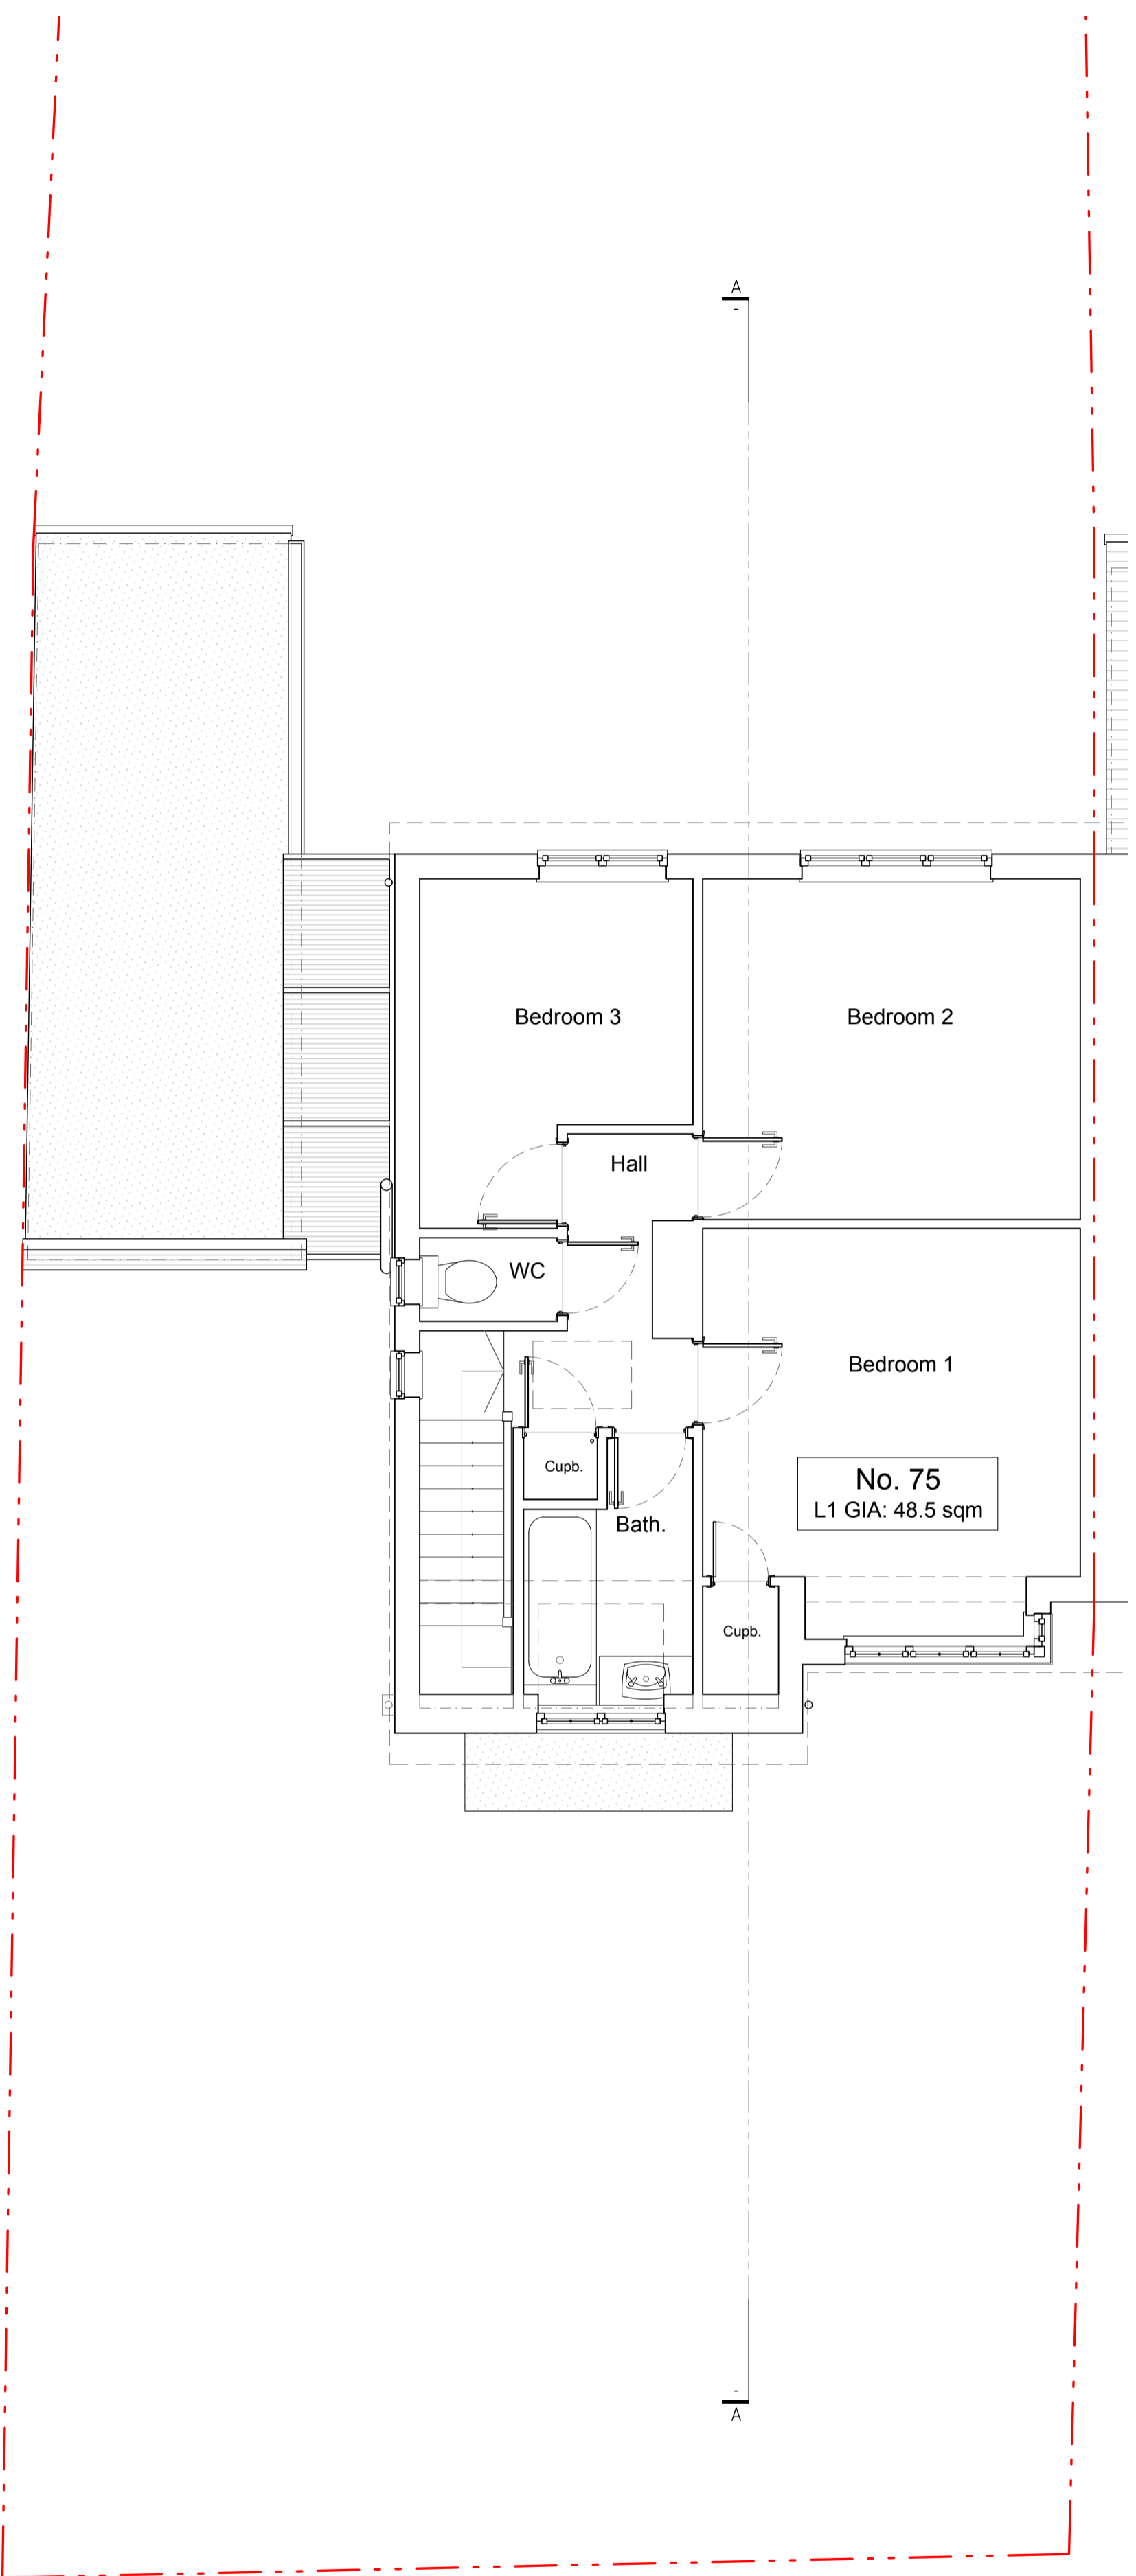 A
-
Bedroom 3
Bedroom 2
Hall
WC
Bedroom 1
Cupb.
No. 75
L1 GIA: 48.5 sqm
Bath.
Cupb.
-
A